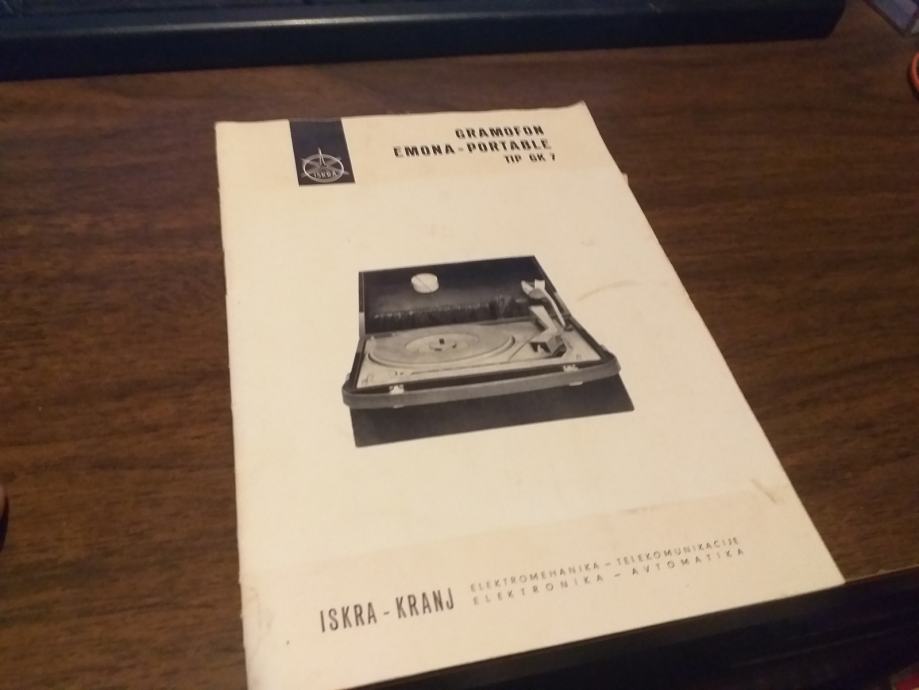 ISKRA
GRAMOFON
EMONA-PORTABLE
TIP GK 7
ISKRA - KRANJ
ELEKTROMEHANIKA - TELEKOMUNIKACIJE
ELEKTRONIKA - AVTOMATIKA